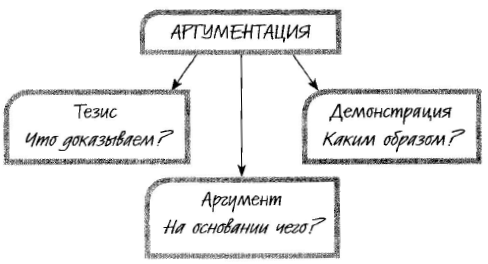 АРГУМЕНТАЦИЯ
Тезис
Что доказываем?
Демонстрация
Каким образом?
Аргумент
На основании чего?